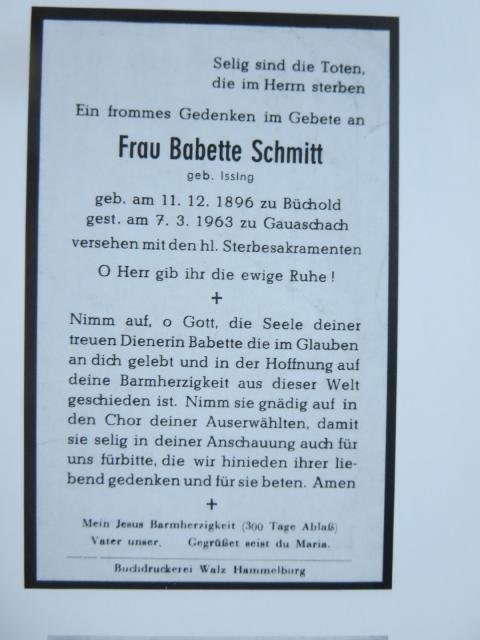 Selig sind die Toten,
die im Herrn sterben
Ein frommes Gedenken im Gebete an
Frau Babette Schmitt
geb. Issing
geb. am 11. 12. 1896 zu Büchold
gest. am 7. 3. 1963 zu Gauaschach
versehen mit den hl. Sterbesakramenten
O Herr gib ihr die ewige Ruhe !
+
Nimm auf, o Gott, die Seele deiner
treuen Dienerin Babette die im Glauben
an dich gelebt und in der Hoffnung auf
deine Barmherzigkeit aus dieser Welt
geschieden ist. Nimm sie gnädig auf in
den Chor deiner Auserwählten, damit
sie selig in deiner Anschauung auch für
uns fürbitte, die wir hinieden ihrer lie-
bend gedenken und für sie beten. Amen
+
Mein Jesus Barmherzigkeit (300 Tage Ablaß)
Vater unser. Gegrüßet seist du Maria.
Buchdruckerei Walz Hammelburg